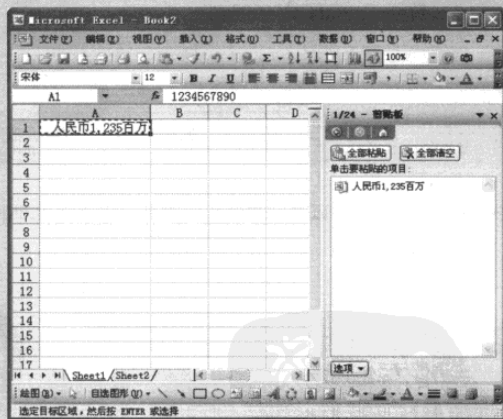 Microsoft Excel - Book2
文件(F) 编辑(E) 视图(V) 插入(I) 格式(O) 工具(T) 数据(D) 窗口(W) 帮助(H)
100%
宋体 12 B I U
A1 fx 1234567890
A B C D
1/24 - 剪贴板
全部粘贴 全部清空
单击要粘贴的项目:
人民币1,235百万
1 人民币1,235百万
2
3
4
5
6
7
8
9
10
11
12
13
14
15
16
17
选项
Sheet1 Sheet2
绘图(R) 自选图形(U)
选定目标区域，然后按 ENTER 或选择